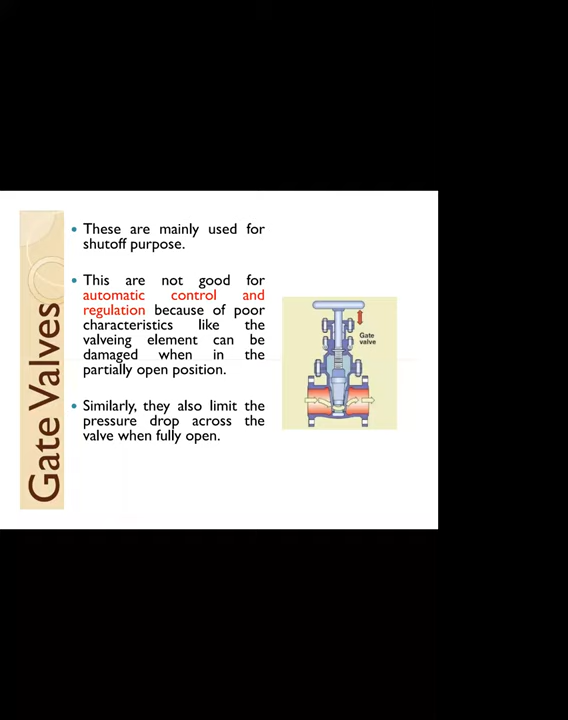 Gate Valves
These are mainly used for
shutoff purpose.
This are not good for
automatic control and
regulation because of poor
characteristics like the
valveing element can be
damaged when in the
partially open position.
Similarly, they also limit the
pressure drop across the
valve when fully open.
Gate
valve